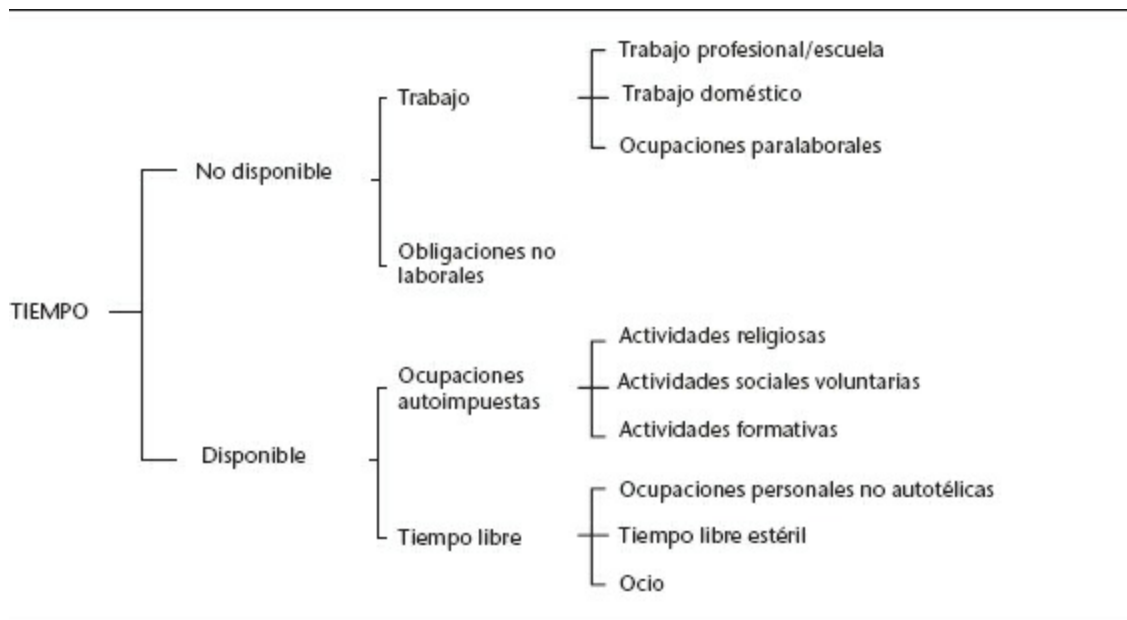 TIEMPO
No disponible
Trabajo
Trabajo profesional/escuela
Trabajo doméstico
Ocupaciones paralaborales
Obligaciones no
laborales
Disponible
Ocupaciones
autoimpuestas
Actividades religiosas
Actividades sociales voluntarias
Actividades formativas
Tiempo libre
Ocupaciones personales no autotélicas
Tiempo libre estéril
Ocio